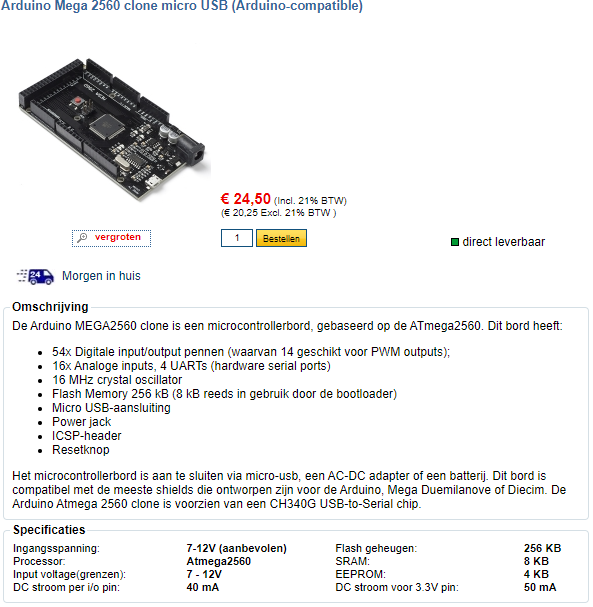 Arduino Mega 2560 clone micro USB (Arduino-compatible)
€ 24,50 (Incl. 21% BTW)
(€ 20,25 Excl. 21% BTW )
vergroten
1
Bestellen
direct leverbaar
24
Morgen in huis
Omschrijving
De Arduino MEGA2560 clone is een microcontrollerbord, gebaseerd op de ATmega2560. Dit bord heeft:
54x Digitale input/output pennen (waarvan 14 geschikt voor PWM outputs);
16x Analoge inputs, 4 UARTs (hardware serial ports)
16 MHz crystal oscillator
Flash Memory 256 kB (8 kB reeds in gebruik door de bootloader)
Micro USB-aansluiting
Power jack
ICSP-header
Resetknop
Het microcontrollerbord is aan te sluiten via micro-usb, een AC-DC adapter of een batterij. Dit bord is
compatibel met de meeste shields die ontworpen zijn voor de Arduino, Mega Duemilanove of Diecim. De
Arduino Atmega 2560 clone is voorzien van een CH340G USB-to-Serial chip.
Specificaties
Ingangsspanning: 7-12V (aanbevolen) Flash geheugen: 256 KB
Processor: Atmega2560 SRAM: 8 KB
Input voltage(grenzen): 7 - 12V EEPROM: 4 KB
DC stroom per i/o pin: 40 mA DC stroom voor 3.3V pin: 50 mA